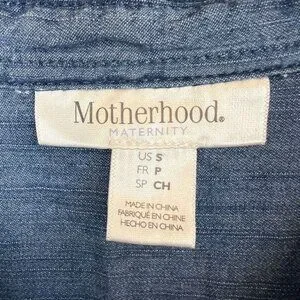 Motherhood®
MATERNITY
US S
FR P
SP CH
MADE IN CHINA
FABRIQUÉ EN CHINE
HECHO EN CHINA